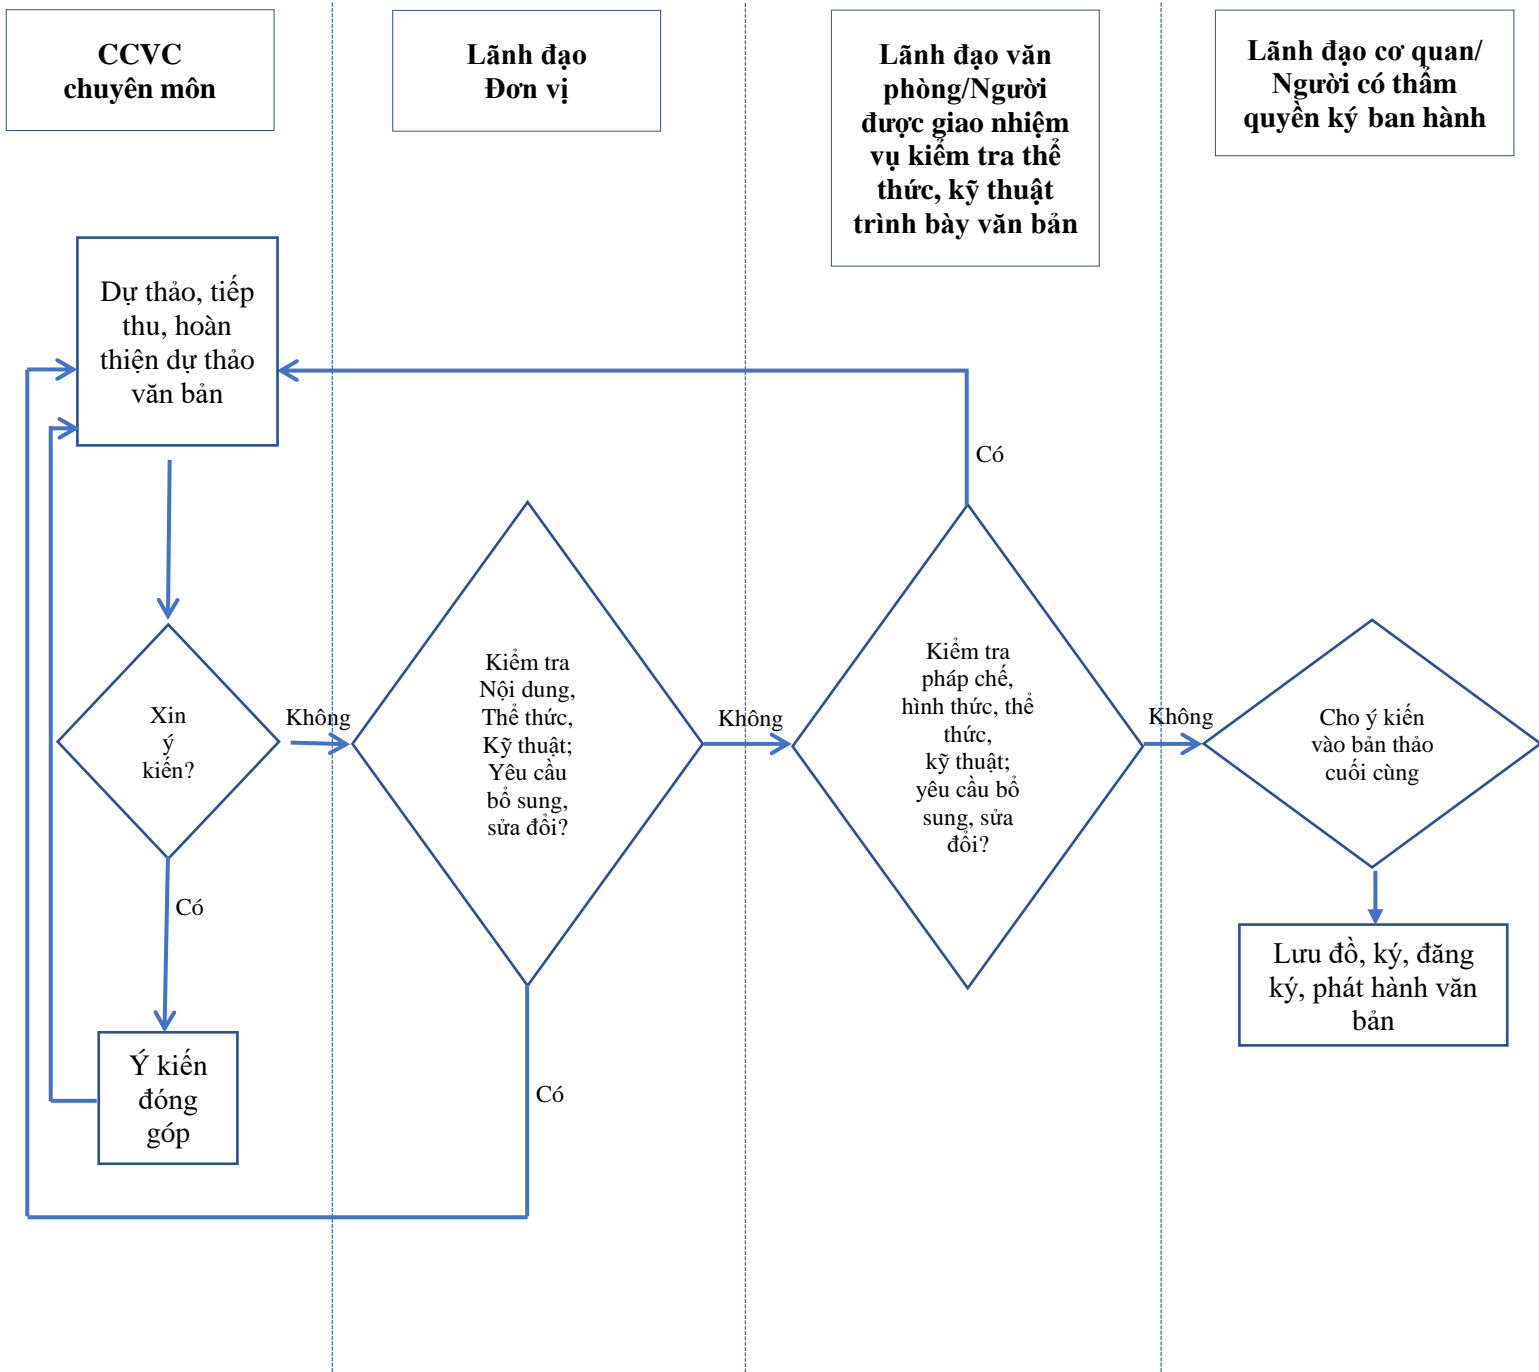 CCVC
chuyên môn
Lãnh đạo
Đơn vị
Lãnh đạo văn
phòng/Người
được giao nhiệm
vụ kiểm tra thể
thức, kỹ thuật
trình bày văn bản
Lãnh đạo cơ quan/
Người có thẩm
quyền ký ban hành
Dự thảo, tiếp
thu, hoàn
thiện dự thảo
văn bản
Có
Xin
ý
kiến?
Không
Kiểm tra
Nội dung,
Thể thức,
Kỹ thuật;
Yêu cầu
bổ sung,
sửa đổi?
Không
Kiểm tra
pháp chế,
hình thức, thể
thức,
kỹ thuật;
yêu cầu bổ
sung, sửa
đổi?
Không
Cho ý kiến
vào bản thảo
cuối cùng
Có
Lưu đồ, ký, đăng
ký, phát hành văn
bản
Ý kiến
đóng
góp
Có